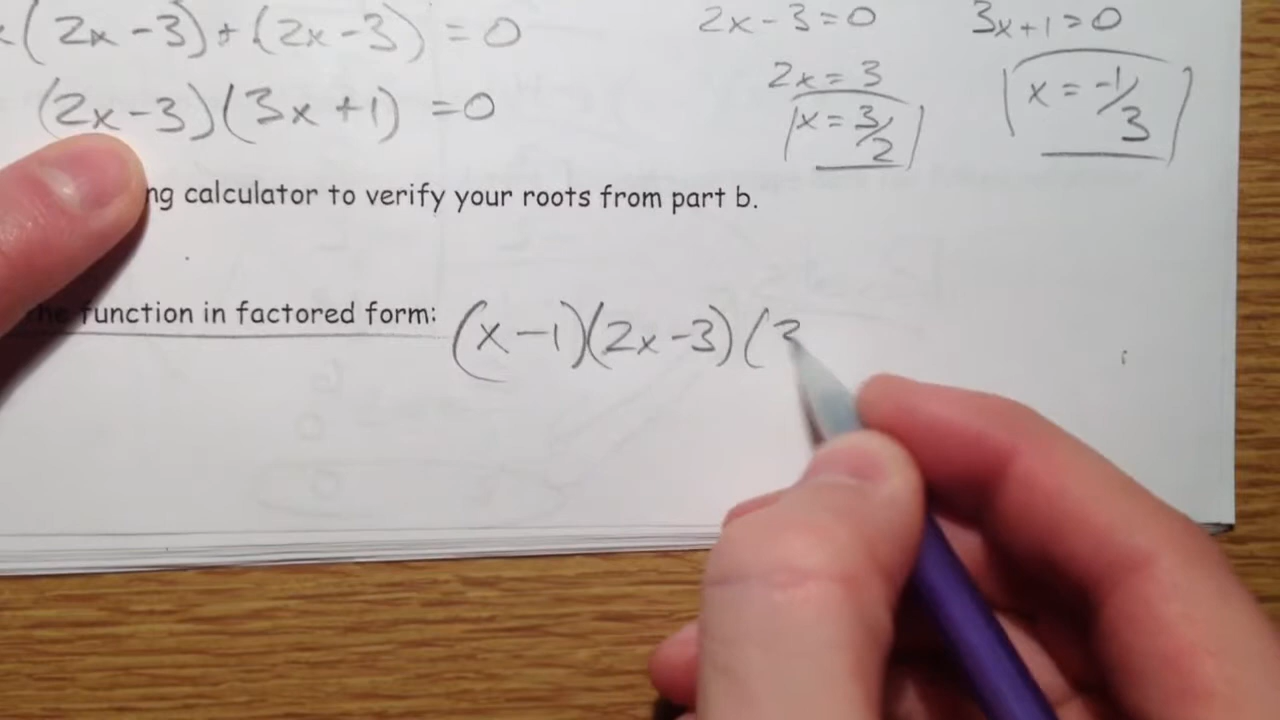 (2x-3)+(2x-3) = 0
(2x-3)(3x+1) = 0
2x-3=0
2x=3
x=3/2
3x+1=0
x=-1/3
ng calculator to verify your roots from part b.
function in factored form: (x-1)(2x-3)(3